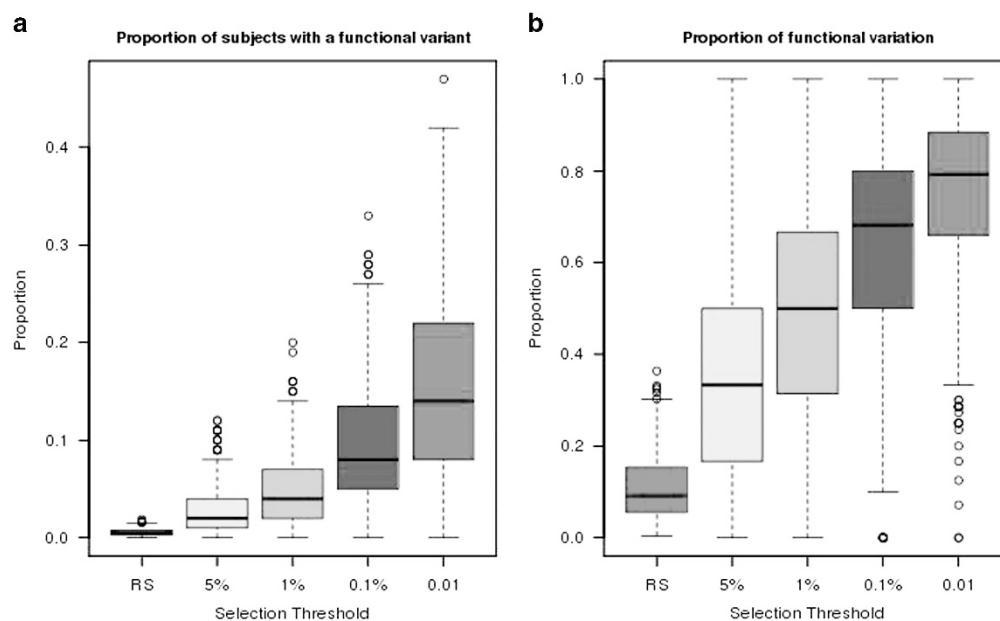 a
Proportion of subjects with a functional variant
Proportion
0.4
0.3
0.2
0.1
0.0
RS 5% 1% 0.1% 0.01
Selection Threshold
b
Proportion of functional variation
Proportion
1.0
0.8
0.6
0.4
0.2
0.0
RS 5% 1% 0.1% 0.01
Selection Threshold